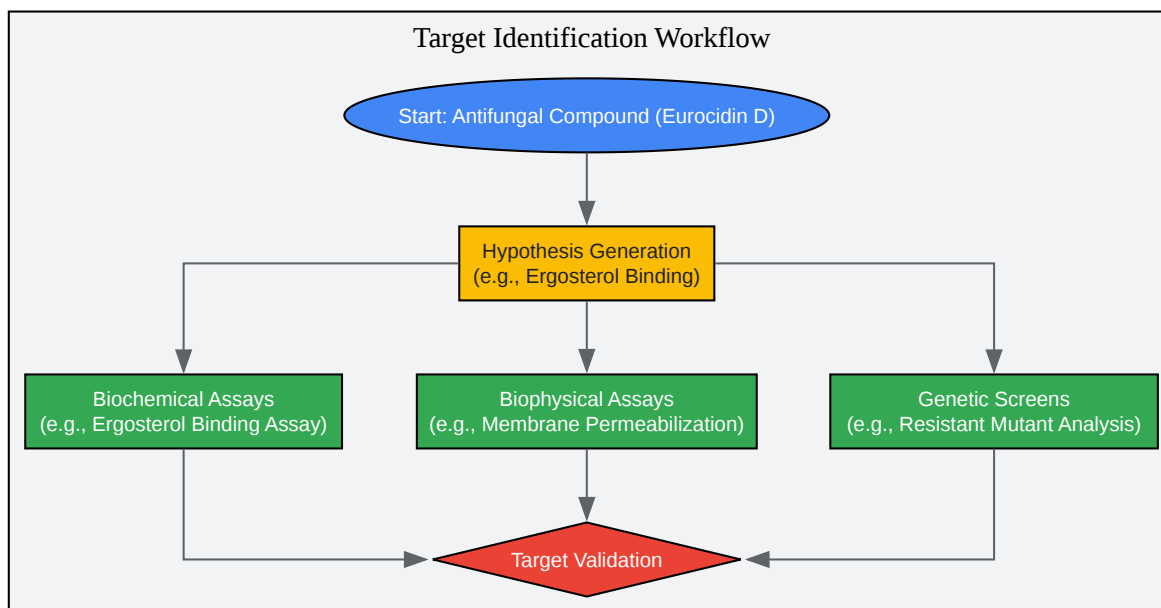 Target Identification Workflow
Start: Antifungal Compound (Eurocidin D)
Hypothesis Generation
(e.g., Ergosterol Binding)
Biochemical Assays
(e.g., Ergosterol Binding Assay)
Biophysical Assays
(e.g., Membrane Permeabilization)
Genetic Screens
(e.g., Resistant Mutant Analysis)
Target Validation